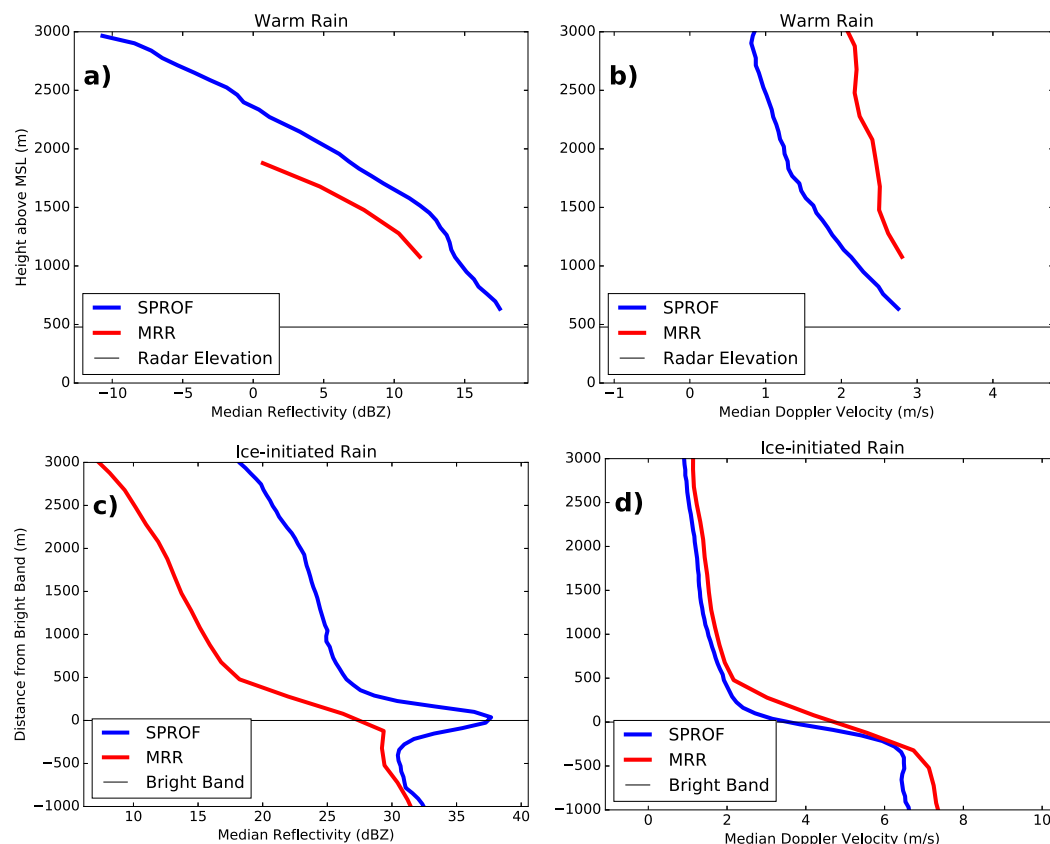 Warm Rain
a)
Height above MSL (m)
3000
2500
2000
1500
1000
500
0
SPROF
MRR
Radar Elevation
−10 −5 0 5 10 15
Median Reflectivity (dBZ)
Warm Rain
b)
3000
2500
2000
1500
1000
500
0
SPROF
MRR
Radar Elevation
−1 0 1 2 3 4
Median Doppler Velocity (m/s)
Ice-initiated Rain
c)
Distance from Bright Band (m)
3000
2500
2000
1500
1000
500
0
−500
−1000
SPROF
MRR
Bright Band
10 15 20 25 30 35 40
Median Reflectivity (dBZ)
Ice-initiated Rain
d)
3000
2500
2000
1500
1000
500
0
−500
−1000
SPROF
MRR
Bright Band
0 2 4 6 8 10
Median Doppler Velocity (m/s)